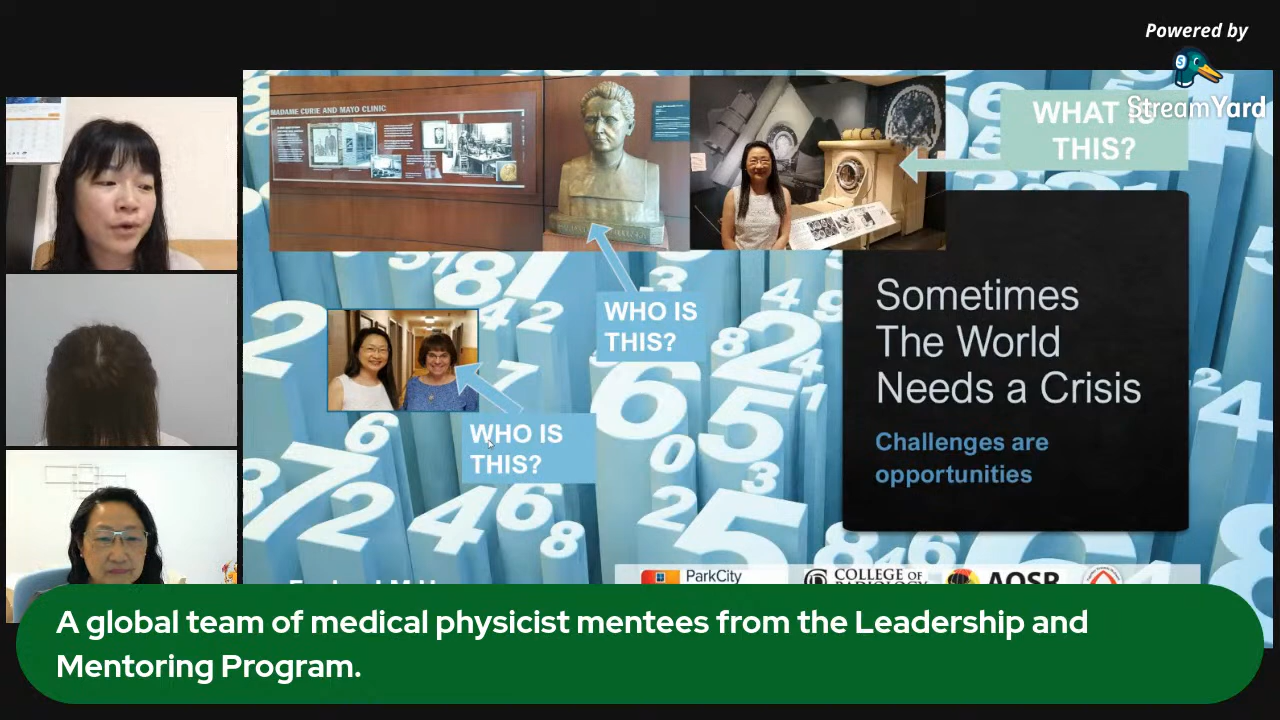 Powered by
StreamYard
MADAME CURIE AND MAYO CLINIC
WHAT IS
THIS?
WHO IS
THIS?
WHO IS
THIS?
Sometimes
The World
Needs a Crisis
Challenges are
opportunities
ParkCity
COLLEGE OF
RADIOLOGY
AOSR
A global team of medical physicist mentees from the Leadership and
Mentoring Program.